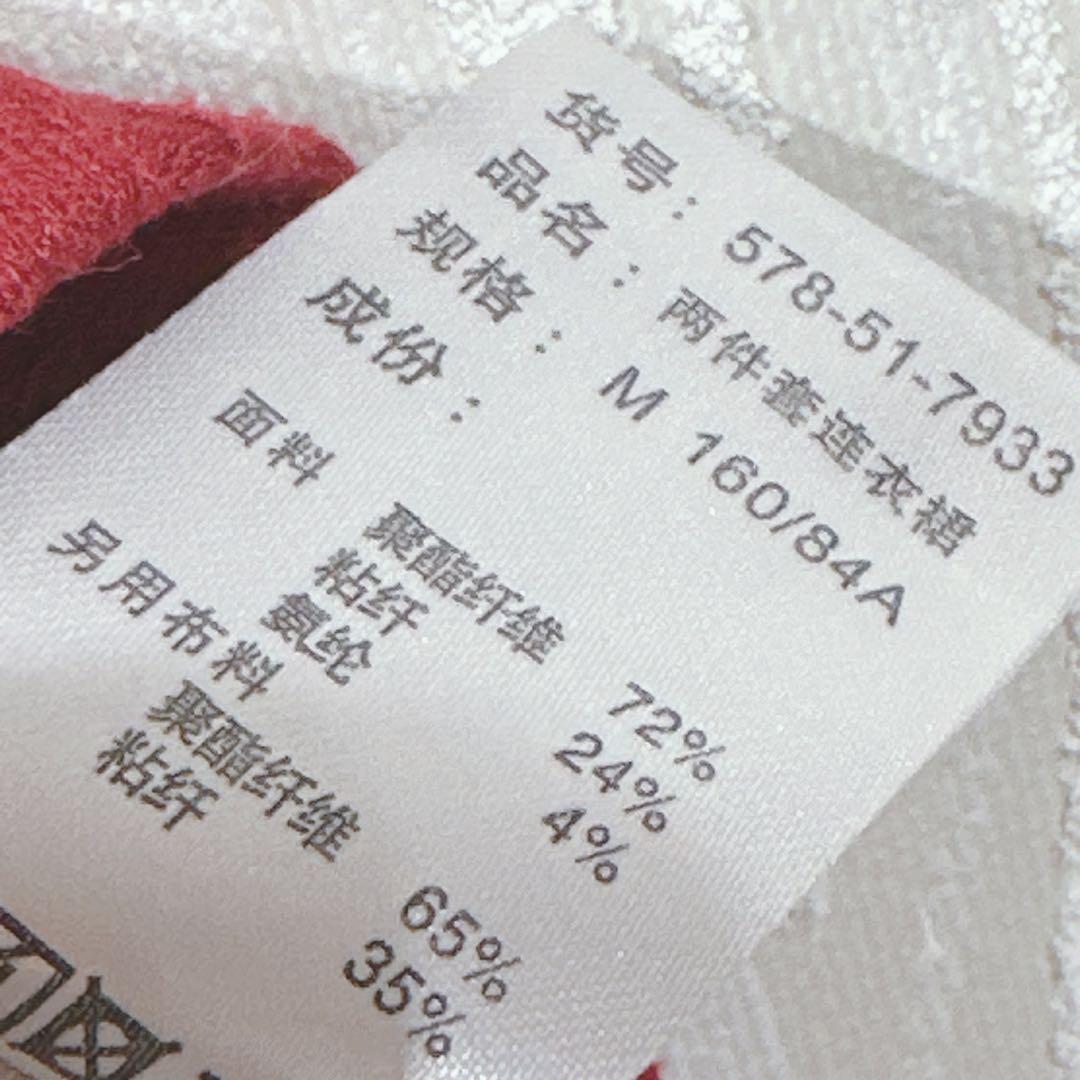 货号： 578-51-7933
品名： 两件套连衣裙
规格： M 160/84A
成份：
面料
聚酯纤维 72%
粘纤 24%
氨纶 4%
另用布料
聚酯纤维 65%
粘纤 35%